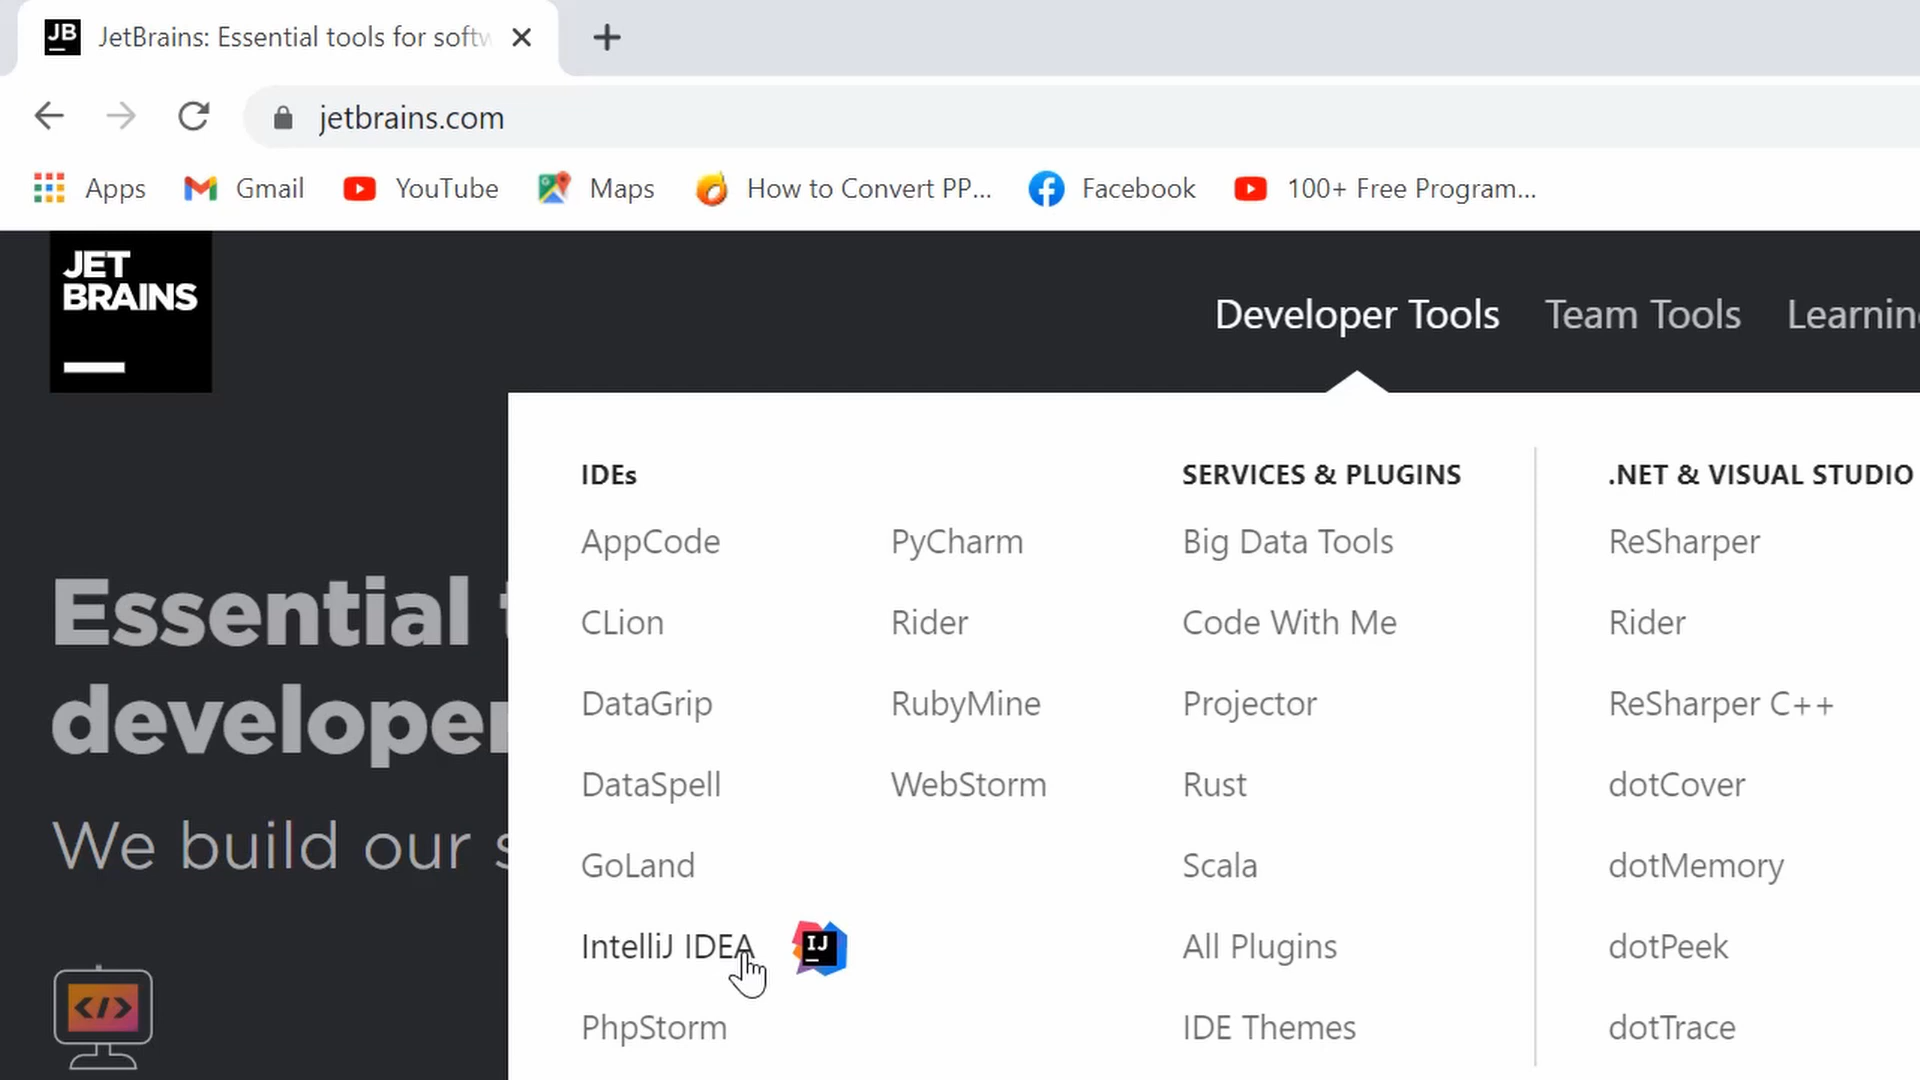 JB
JetBrains: Essential tools for softw
jetbrains.com
Apps
Gmail
YouTube
Maps
How to Convert PP...
Facebook
100+ Free Program...
JET
BRAINS
Developer Tools
Team Tools
Learnin
IDEs
AppCode
CLion
DataGrip
DataSpell
GoLand
IntelliJ IDEA
IJ
PhpStorm
PyCharm
Rider
RubyMine
WebStorm
SERVICES & PLUGINS
Big Data Tools
Code With Me
Projector
Rust
Scala
All Plugins
IDE Themes
.NET & VISUAL STUDIO
ReSharper
Rider
ReSharper C++
dotCover
dotMemory
dotPeek
dotTrace
Essential t
developer
We build our s
</>